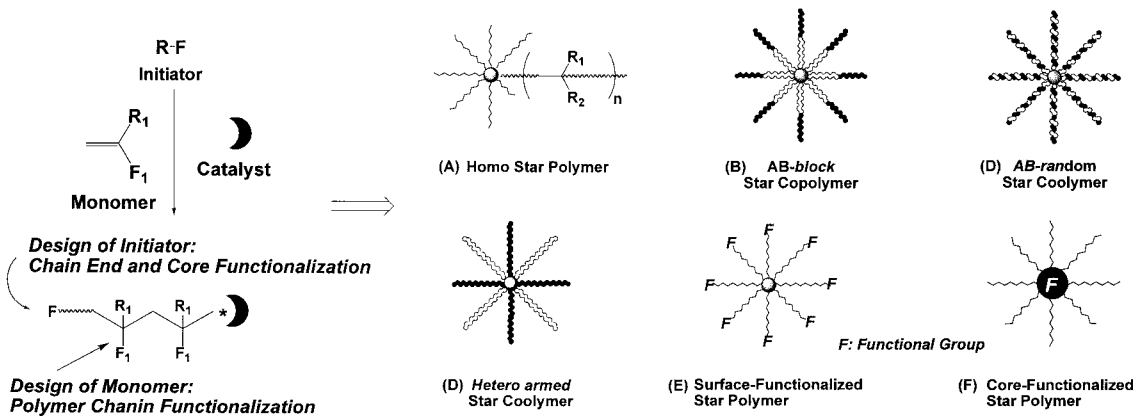 R-F
Initiator
R1
F1
Monomer
Catalyst
Design of Initiator:
Chain End and Core Functionalization
F
R1
R1
*
F1
F1
Design of Monomer:
Polymer Chanin Functionalization
R1
R2
n
(A) Homo Star Polymer
(B) AB-block
Star Copolymer
(D) AB-random
Star Coolymer
(D) Hetero armed
Star Coolymer
F
F
F
F
F
F
F
F
(E) Surface-Functionalized
Star Polymer
F: Functional Group
F
(F) Core-Functionalized
Star Polymer